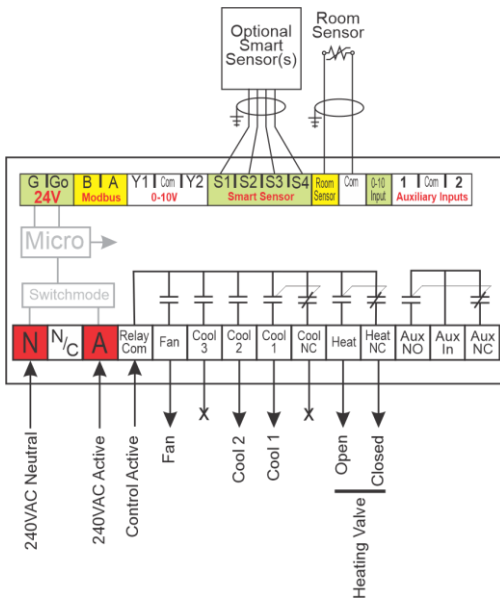 Optional
Smart
Sensor(s)
Room
Sensor
G Go
24V
B A
Modbus
Y1 Com Y2
0-10V
S1 S2 S3 S4
Smart Sensor
Room
Sensor
Com
0-10
Input
1 Com 2
Auxiliary Inputs
Micro
Switchmode
N
N/C
A
Relay
Com
Fan
Cool
3
Cool
2
Cool
1
Cool
NC
Heat
Heat
NC
Aux
NO
Aux
In
Aux
NC
240VAC Neutral
240VAC Active
Control Active
Fan
X
Cool 2
Cool 1
X
Open
Closed
Heating Valve